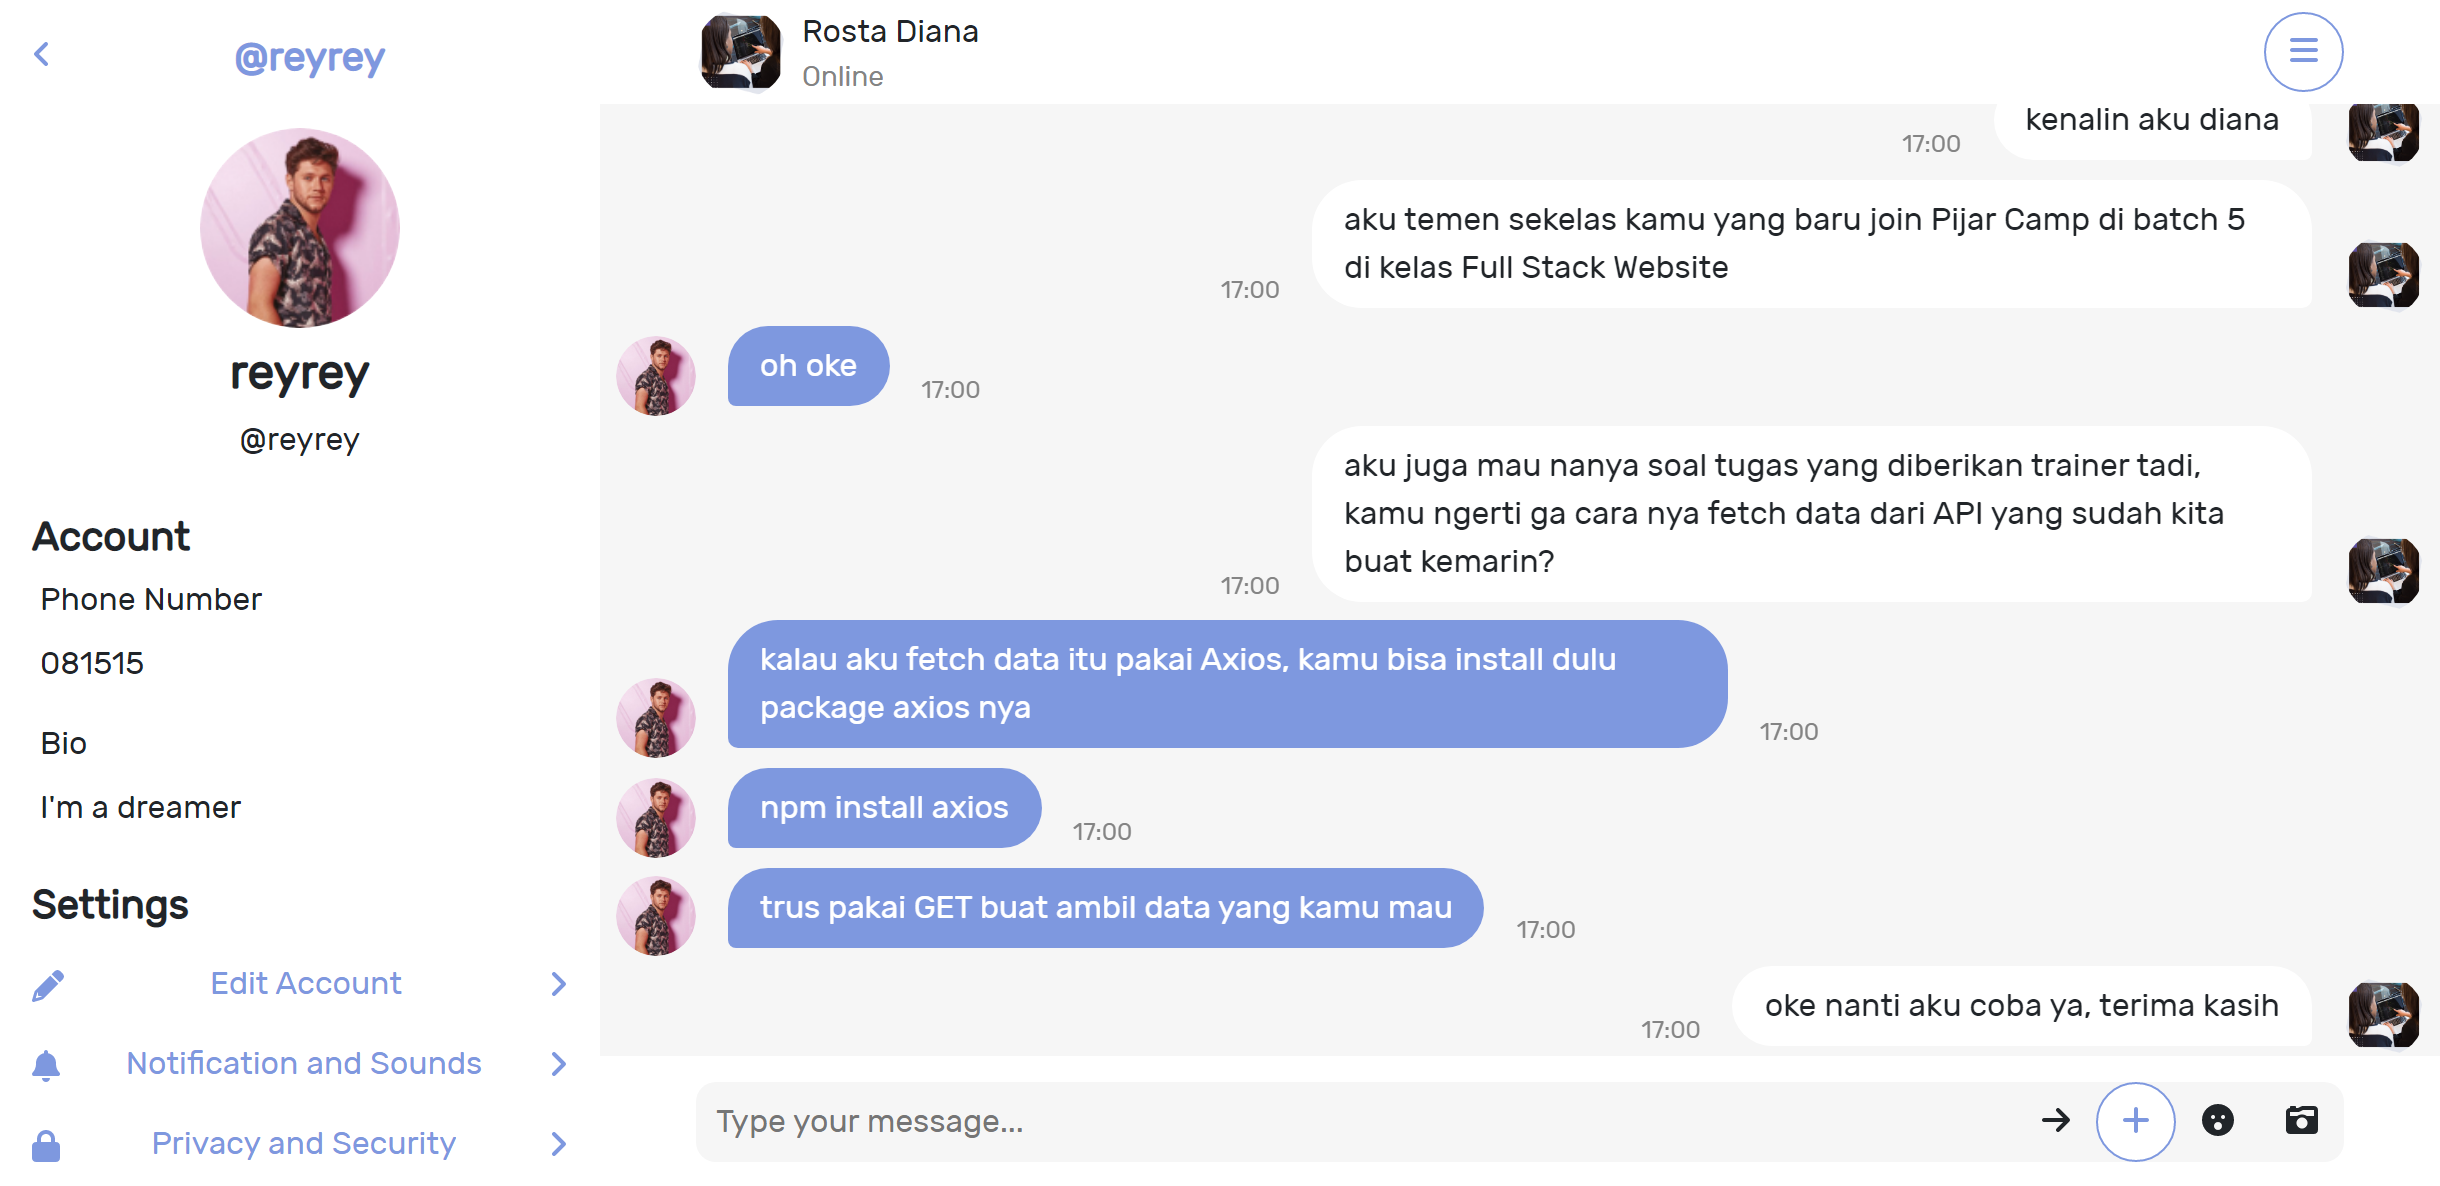 @reyrey
reyrey
@reyrey
Account
Phone Number
081515
Bio
I'm a dreamer
Settings
Edit Account
Notification and Sounds
Privacy and Security
Rosta Diana
Online
kenalin aku diana
17:00
aku temen sekelas kamu yang baru join Pijar Camp di batch 5
di kelas Full Stack Website
17:00
oh oke
17:00
aku juga mau nanya soal tugas yang diberikan trainer tadi,
kamu ngerti ga cara nya fetch data dari API yang sudah kita
buat kemarin?
17:00
kalau aku fetch data itu pakai Axios, kamu bisa install dulu
package axios nya
17:00
npm install axios
17:00
trus pakai GET buat ambil data yang kamu mau
17:00
oke nanti aku coba ya, terima kasih
17:00
Type your message...